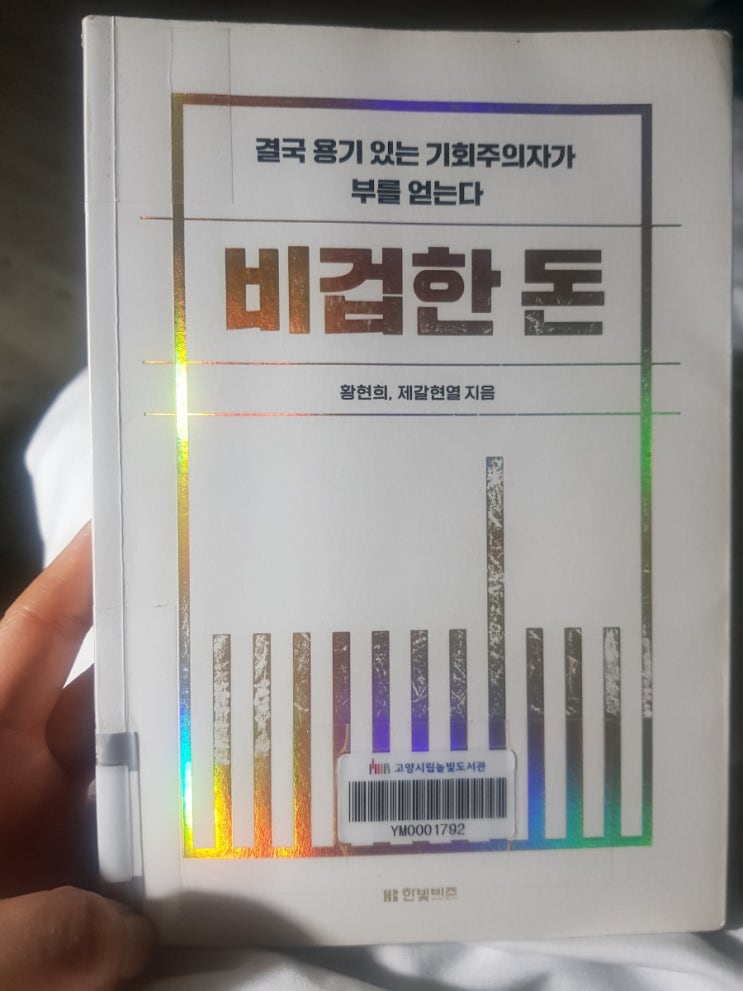 결국 용기 있는 기회주의자가
부를 얻는다
비겁한 돈
황현희, 제갈현열 지음
고양시립높빛도서관
YM0001792
HB 한빛비즈